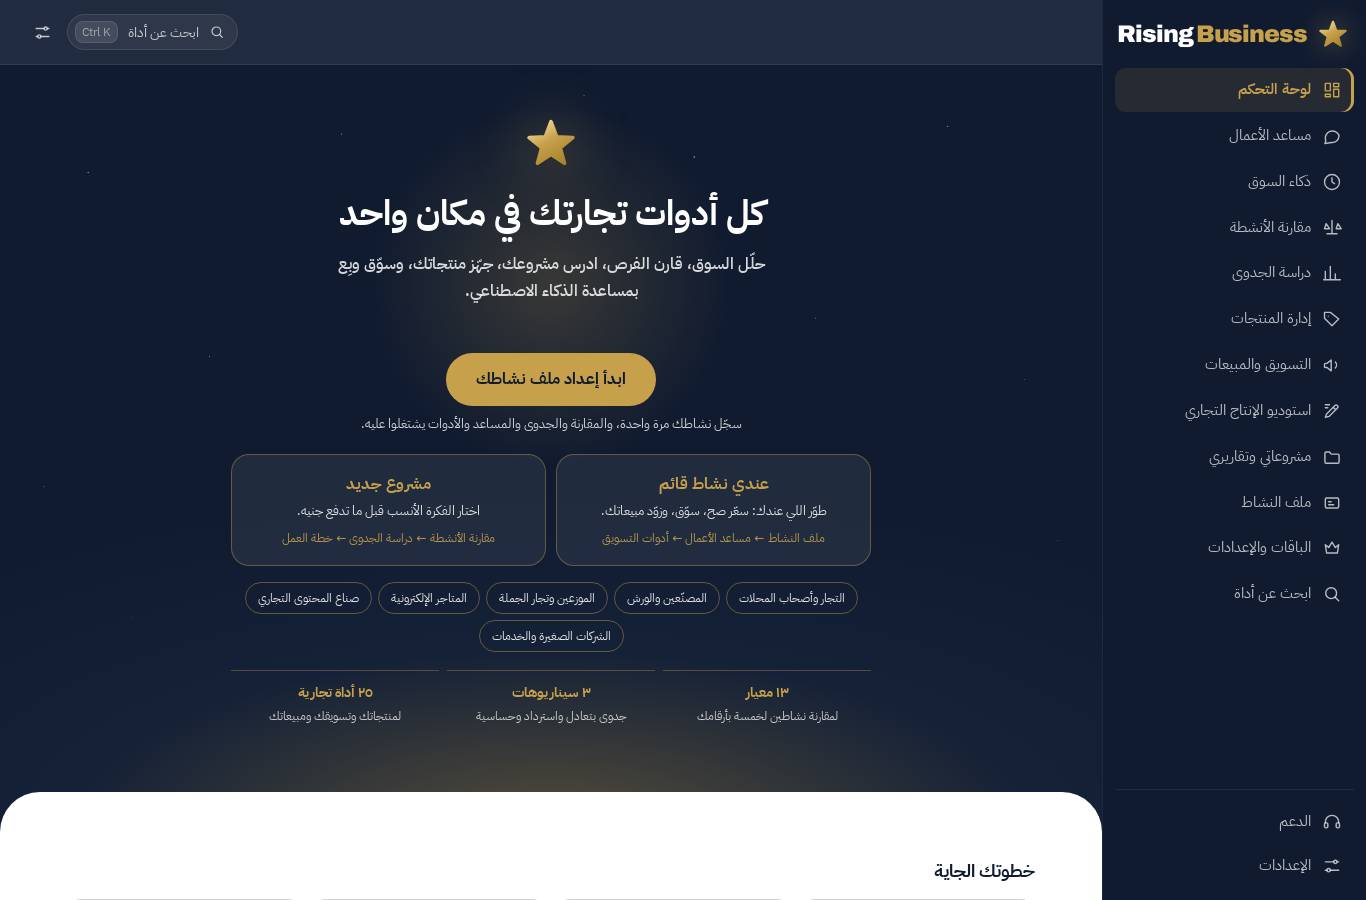 Rising Business
لوحة التحكم
مساعد الأعمال
ذكاء السوق
مقارنة الأنشطة
دراسة الجدوى
إدارة المنتجات
التسويق والمبيعات
استوديو الإنتاج التجاري
مشروعاتي وتقاريري
ملف النشاط
الباقات والإعدادات
ابحث عن أداة
الدعم
الإعدادات
ابحث عن أداة Ctrl K
كل أدوات تجارتك في مكان واحد
حلّل السوق، قارن الفرص، ادرس مشروعك، جهّز منتجاتك، وسوّق وبِع
بمساعدة الذكاء الاصطناعي.
ابدأ إعداد ملف نشاطك
سجّل نشاطك مرة واحدة، والمقارنة والجدوى والمساعد والأدوات يشتغلوا عليه.
عندي نشاط قائم
طوّر اللي عندك: سعّر صح، سوّق، وزوّد مبيعاتك.
ملف النشاط ← مساعد الأعمال ← أدوات التسويق
مشروع جديد
اختار الفكرة الأنسب قبل ما تدفع جنيه.
مقارنة الأنشطة ← دراسة الجدوى ← خطة العمل
التجار وأصحاب المحلات
المصنّعين والورش
الموزعين وتجار الجملة
المتاجر الإلكترونية
صناع المحتوى التجاري
الشركات الصغيرة والخدمات
١٣ معيار
لمقارنة نشاطين لخمسة بأرقامك
٣ سيناريوهات
جدوى بتعادل واسترداد وحساسية
٢٥ أداة تجارية
لمنتجاتك وتسويقك ومبيعاتك
خطوتك الجاية